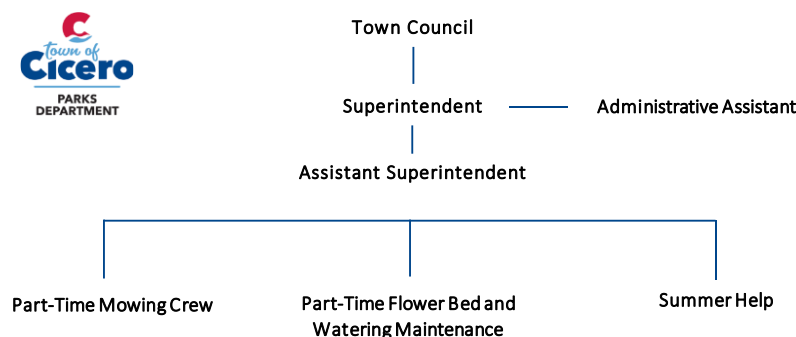 town of
Cicero
PARKS
DEPARTMENT
Town Council
Superintendent
Administrative Assistant
Assistant Superintendent
Part-Time Mowing Crew
Part-Time Flower Bed and
Watering Maintenance
Summer Help